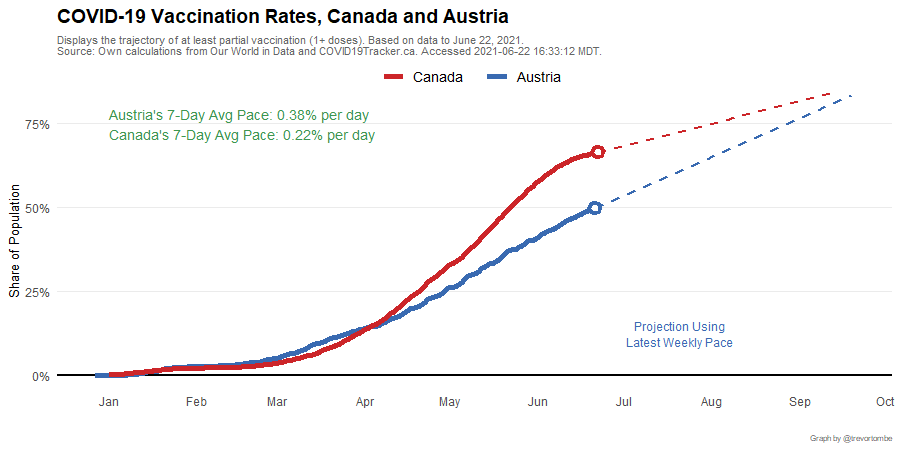 COVID-19 Vaccination Rates, Canada and Austria
Displays the trajectory of at least partial vaccination (1+ doses). Based on data to June 22, 2021.
Source: Own calculations from Our World in Data and COVID19Tracker.ca. Accessed 2021-06-22 16:33:12 MDT.
Canada Austria
Austria's 7-Day Avg Pace: 0.38% per day
Canada's 7-Day Avg Pace: 0.22% per day
75%
50%
25%
0%
Share of Population
Projection Using
Latest Weekly Pace
Jan Feb Mar Apr May Jun Jul Aug Sep Oct
Graph by @trevortombe